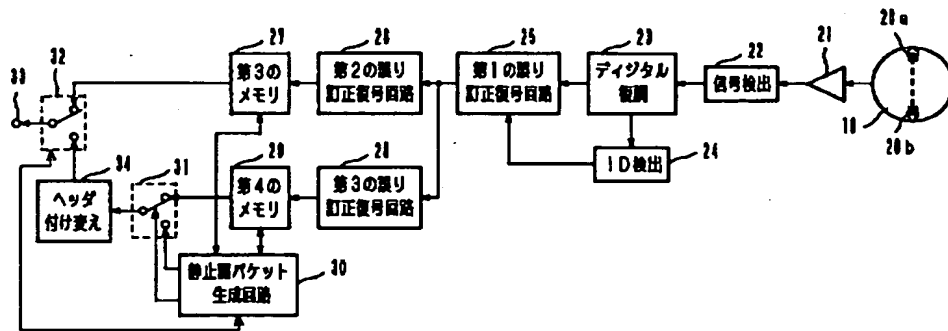 33
32
27
第3の
メモリ
26
第2の誤り
訂正復号回路
25
第1の誤り
訂正復号回路
23
ディジタル
復調
22
信号検出
21
20a
20b
10
ID検出
24
34
ヘッダ
付け変え
31
29
第4の
メモリ
28
第3の誤り
訂正復号回路
静止画パケット
生成回路
30